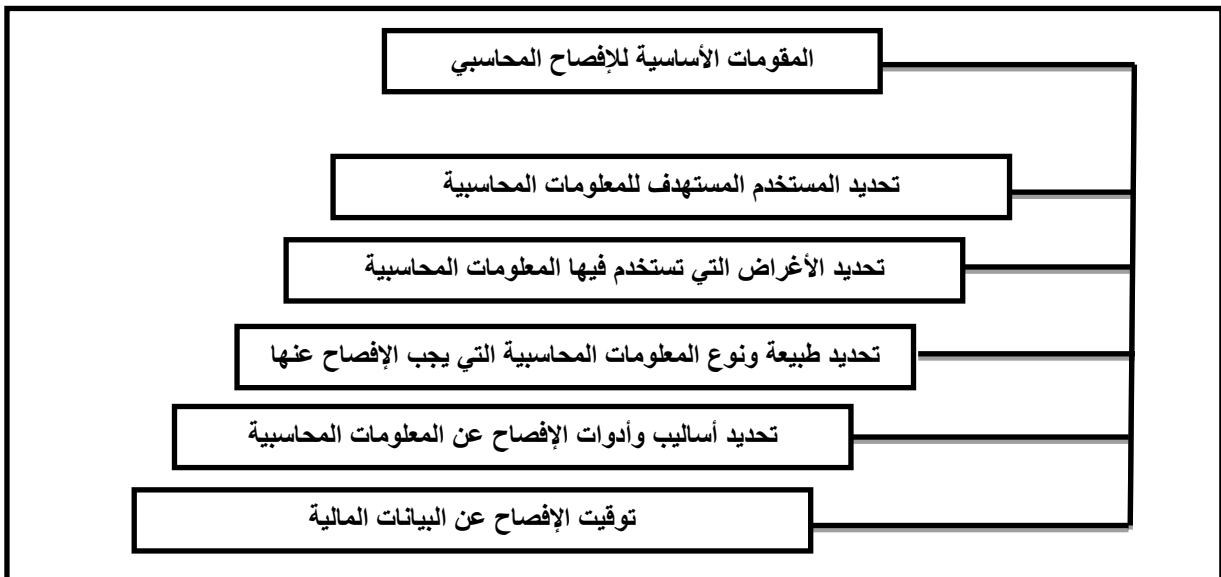 المقومات الأساسية للإفصاح المحاسبي
تحديد المستخدم المستهدف للمعلومات المحاسبية
تحديد الأغراض التي تستخدم فيها المعلومات المحاسبية
تحديد طبيعة ونوع المعلومات المحاسبية التي يجب الإفصاح عنها
تحديد أساليب وأدوات الإفصاح عن المعلومات المحاسبية
توقيت الإفصاح عن البيانات المالية